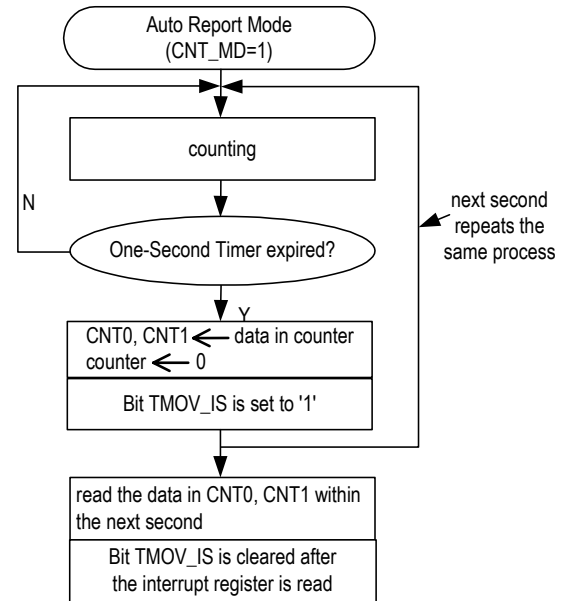 Auto Report Mode
(CNT_MD=1)
counting
N
next second
repeats the
same process
One-Second Timer expired?
Y
CNT0, CNT1 ← data in counter
counter ← 0
Bit TMOV_IS is set to '1'
read the data in CNT0, CNT1 within
the next second
Bit TMOV_IS is cleared after
the interrupt register is read